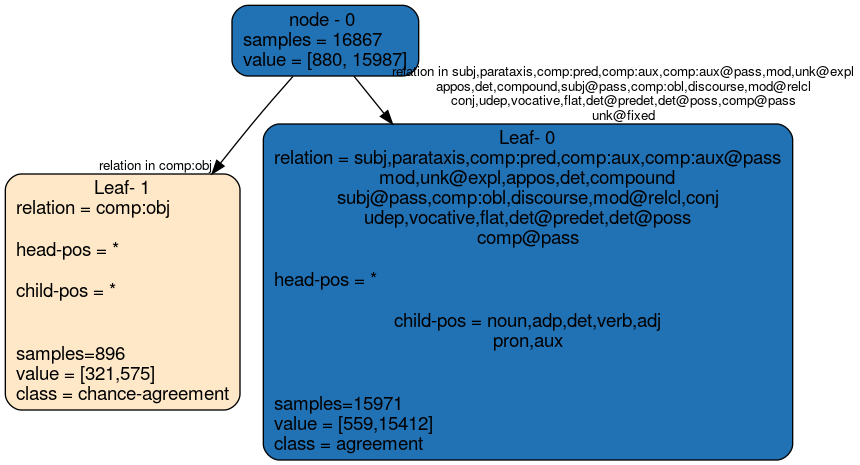 node - 0
samples = 16867
value = [880, 15987]
relation in subj,parataxis,comp:pred,comp:aux,comp:aux@pass,mod,unk@expl
appos,det,compound,subj@pass,comp:obl,discourse,mod@relcl
conj,udep,vocative,flat,det@predet,det@poss,comp@pass
unk@fixed
relation in comp:obj
Leaf- 1
relation = comp:obj
head-pos = *
child-pos = *
samples=896
value = [321,575]
class = chance-agreement
Leaf- 0
relation = subj,parataxis,comp:pred,comp:aux,comp:aux@pass
mod,unk@expl,appos,det,compound
subj@pass,comp:obl,discourse,mod@relcl,conj
udep,vocative,flat,det@predet,det@poss
comp@pass
head-pos = *
child-pos = noun,adp,det,verb,adj
pron,aux
samples=15971
value = [559,15412]
class = agreement